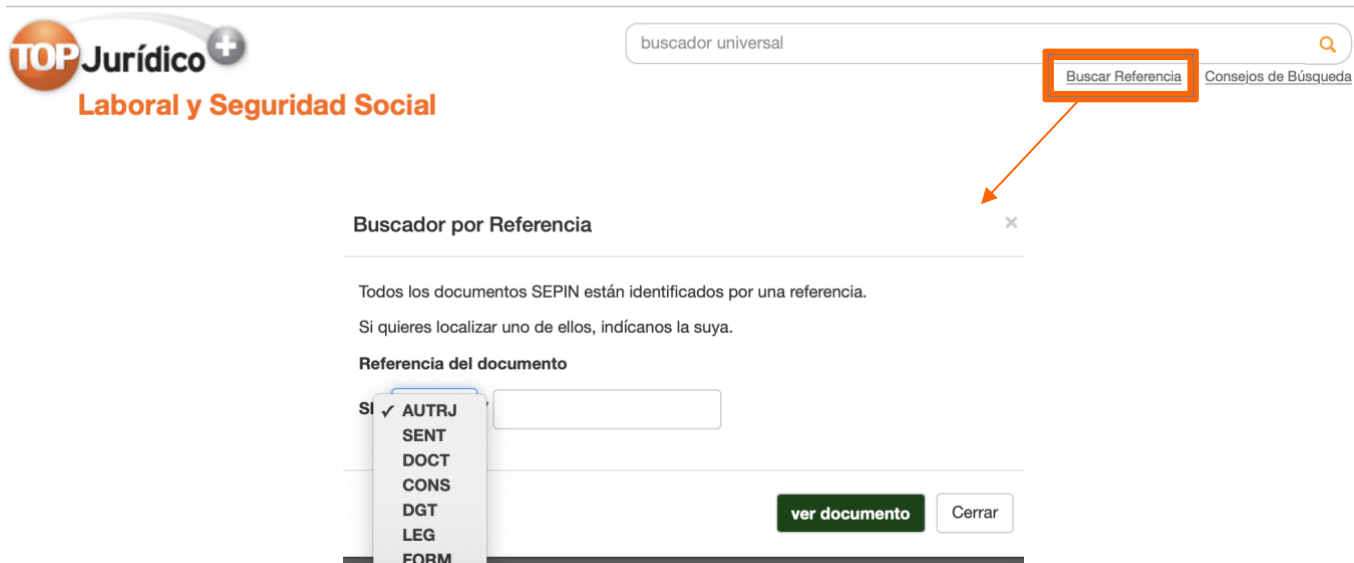 TOP Jurídico +
Laboral y Seguridad Social
buscador universal
Buscar Referencia Consejos de Búsqueda
Buscador por Referencia ×
Todos los documentos SEPIN están identificados por una referencia.
Si quieres localizar uno de ellos, indícanos la suya.
Referencia del documento
✓ AUTRJ
SENT
DOCT
CONS
DGT
LEG
FORM
ver documento Cerrar